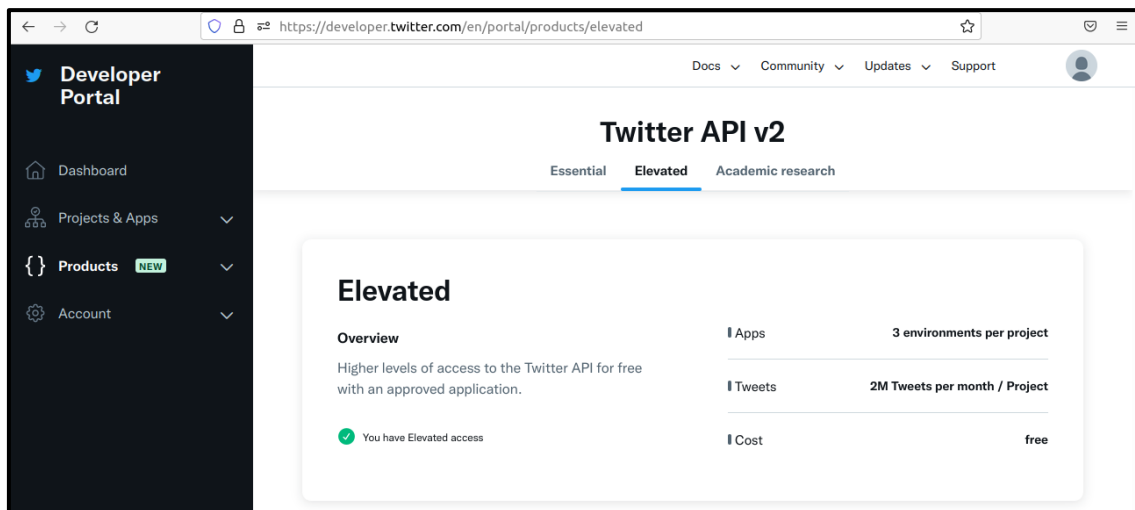 https://developer.twitter.com/en/portal/products/elevated
Developer
Portal
Docs Community Updates Support
Twitter API v2
Essential Elevated Academic research
Dashboard
Projects & Apps
{ } Products NEW
Account
Elevated
Overview
Higher levels of access to the Twitter API for free
with an approved application.
You have Elevated access
Apps 3 environments per project
Tweets 2M Tweets per month / Project
Cost free